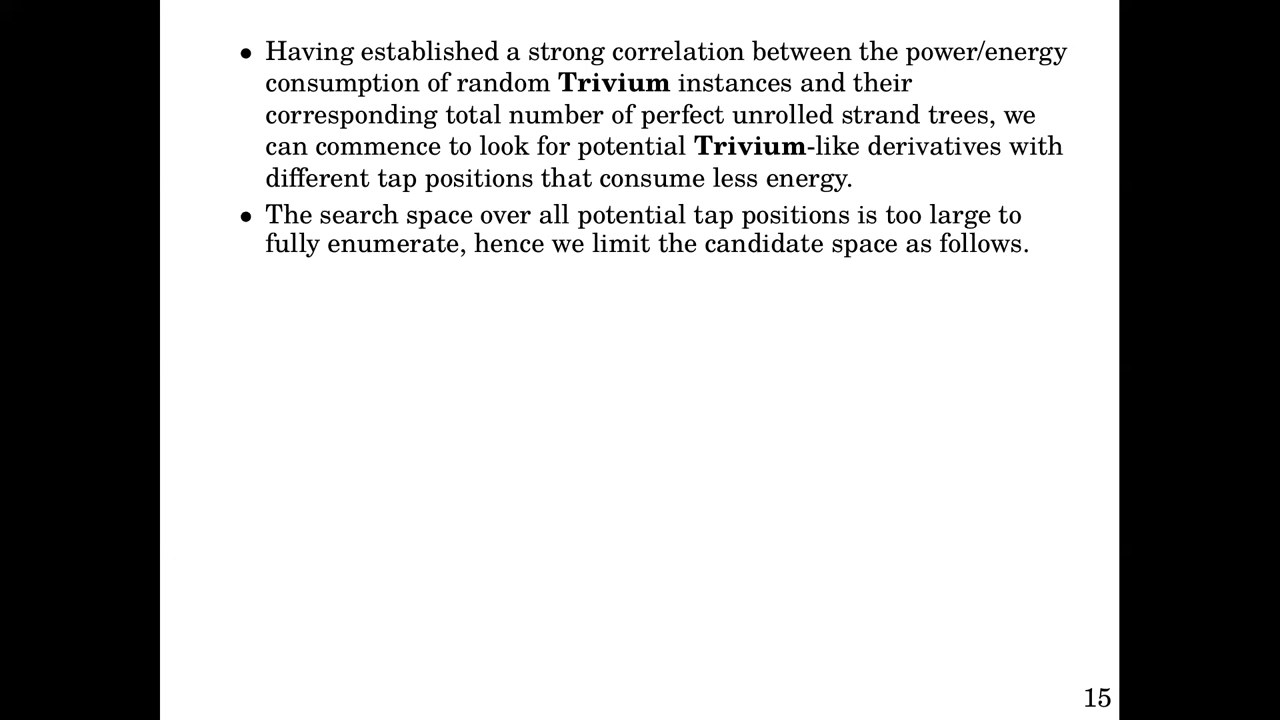 • Having established a strong correlation between the power/energy
consumption of random Trivium instances and their
corresponding total number of perfect unrolled strand trees, we
can commence to look for potential Trivium-like derivatives with
different tap positions that consume less energy.
• The search space over all potential tap positions is too large to
fully enumerate, hence we limit the candidate space as follows.
15